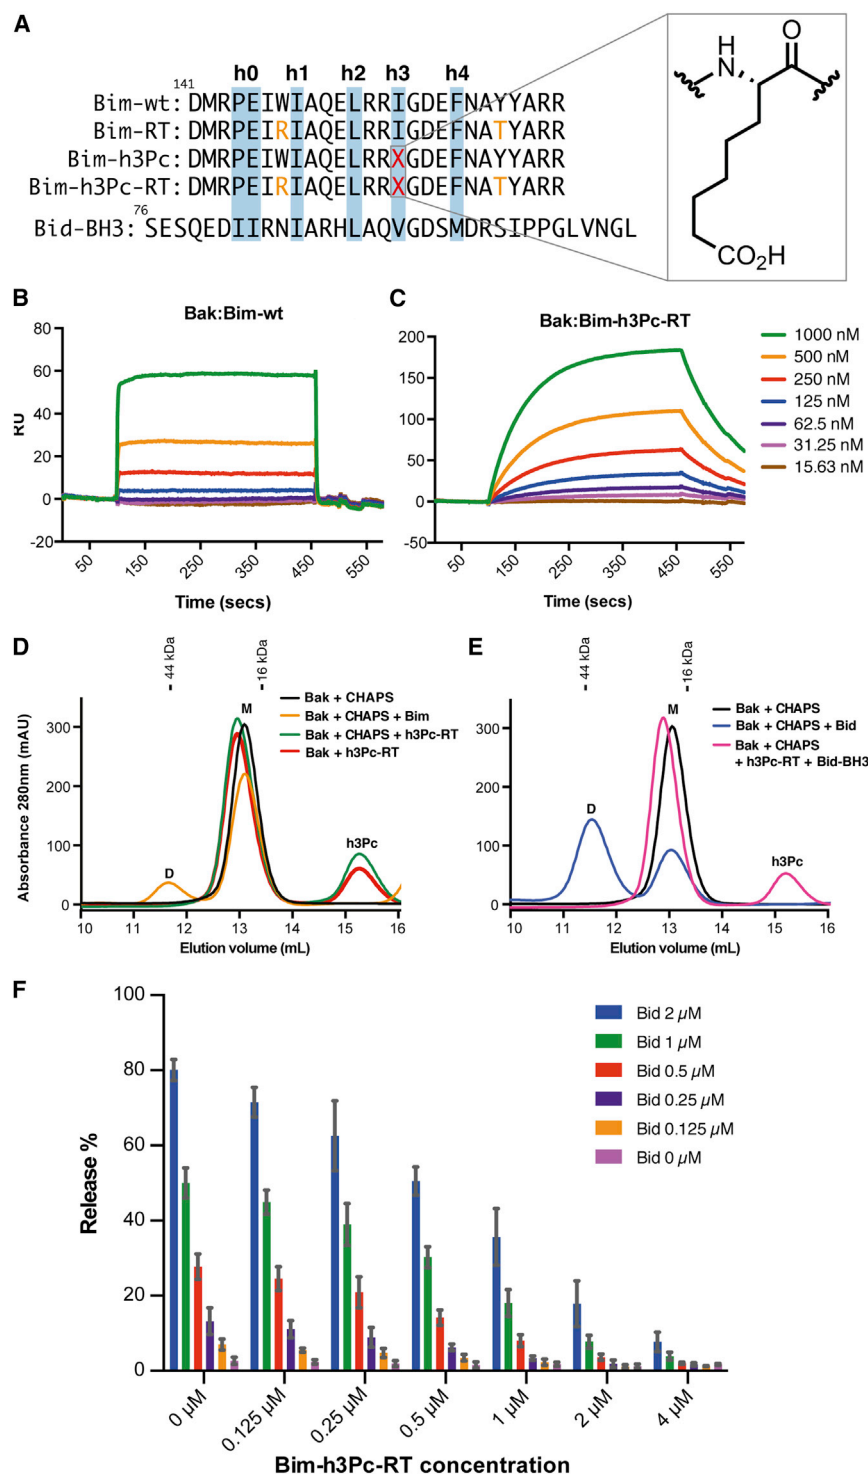 A
h0 h1 h2 h3 h4
141
Bim-wt: DMRPEIWIAQELRRIGDEFNAYYARR
Bim-RT: DMRPEIRIAQELRRIGDEFNATYARR
Bim-h3Pc: DMRPEIWIAQELRRXGDEFNAYYARR
Bim-h3Pc-RT: DMRPEIRIAQELRRXGDEFNATYARR
76
Bid-BH3: SESQEDIIRNIARHLAQVGDSMDRSIPPGLVNGL
H
N
O
CO2H
B
Bak:Bim-wt
RU
80
60
40
20
0
-20
50 150 250 350 450 550
Time (secs)
C
Bak:Bim-h3Pc-RT
200
150
100
50
0
-50
50 150 250 350 450 550
Time (secs)
1000 nM
500 nM
250 nM
125 nM
62.5 nM
31.25 nM
15.63 nM
D
- 44 kDa
- 16 kDa
M
D
h3Pc
Bak + CHAPS
Bak + CHAPS + Bim
Bak + CHAPS + h3Pc-RT
Bak + h3Pc-RT
Absorbance 280nm (mAU)
300
200
100
0
10 11 12 13 14 15 16
Elution volume (mL)
E
- 44 kDa
- 16 kDa
M
D
h3Pc
Bak + CHAPS
Bak + CHAPS + Bid
Bak + CHAPS
+ h3Pc-RT + Bid-BH3
300
200
100
0
10 11 12 13 14 15 16
Elution volume (mL)
F
Release %
100
80
60
40
20
0
Bid 2 µM
Bid 1 µM
Bid 0.5 µM
Bid 0.25 µM
Bid 0.125 µM
Bid 0 µM
0 µM 0.125 µM 0.25 µM 0.5 µM 1 µM 2 µM 4 µM
Bim-h3Pc-RT concentration